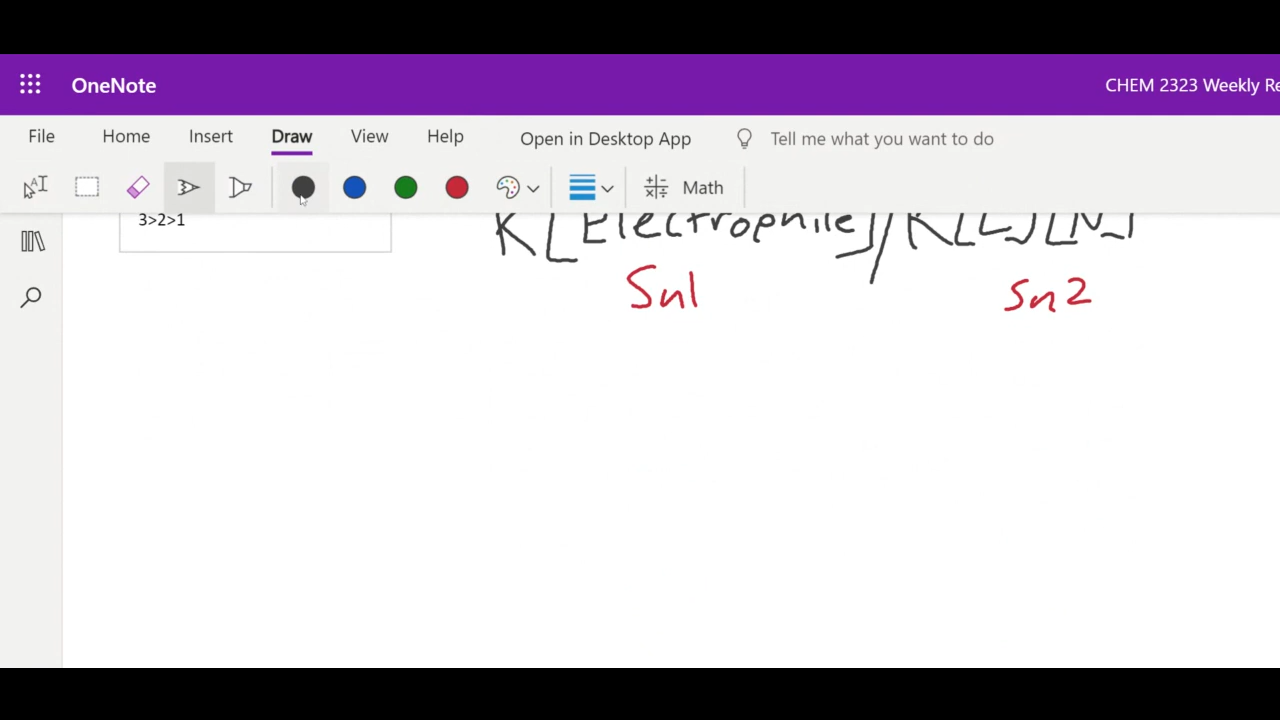 OneNote
CHEM 2323 Weekly Re
File Home Insert Draw View Help Open in Desktop App Tell me what you want to do
Math
3>2>1
K[Electrophile]/K[E][N]
Sn1 Sn2